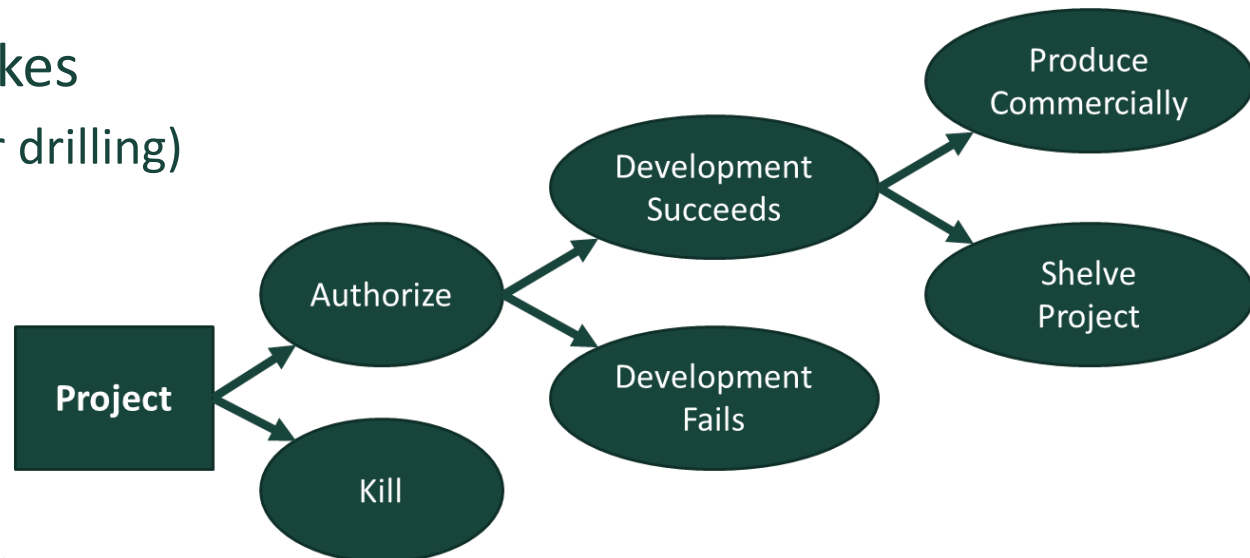 kes
r drilling)
Produce
Commercially
Development
Succeeds
Shelve
Project
Authorize
Development
Fails
Project
Kill